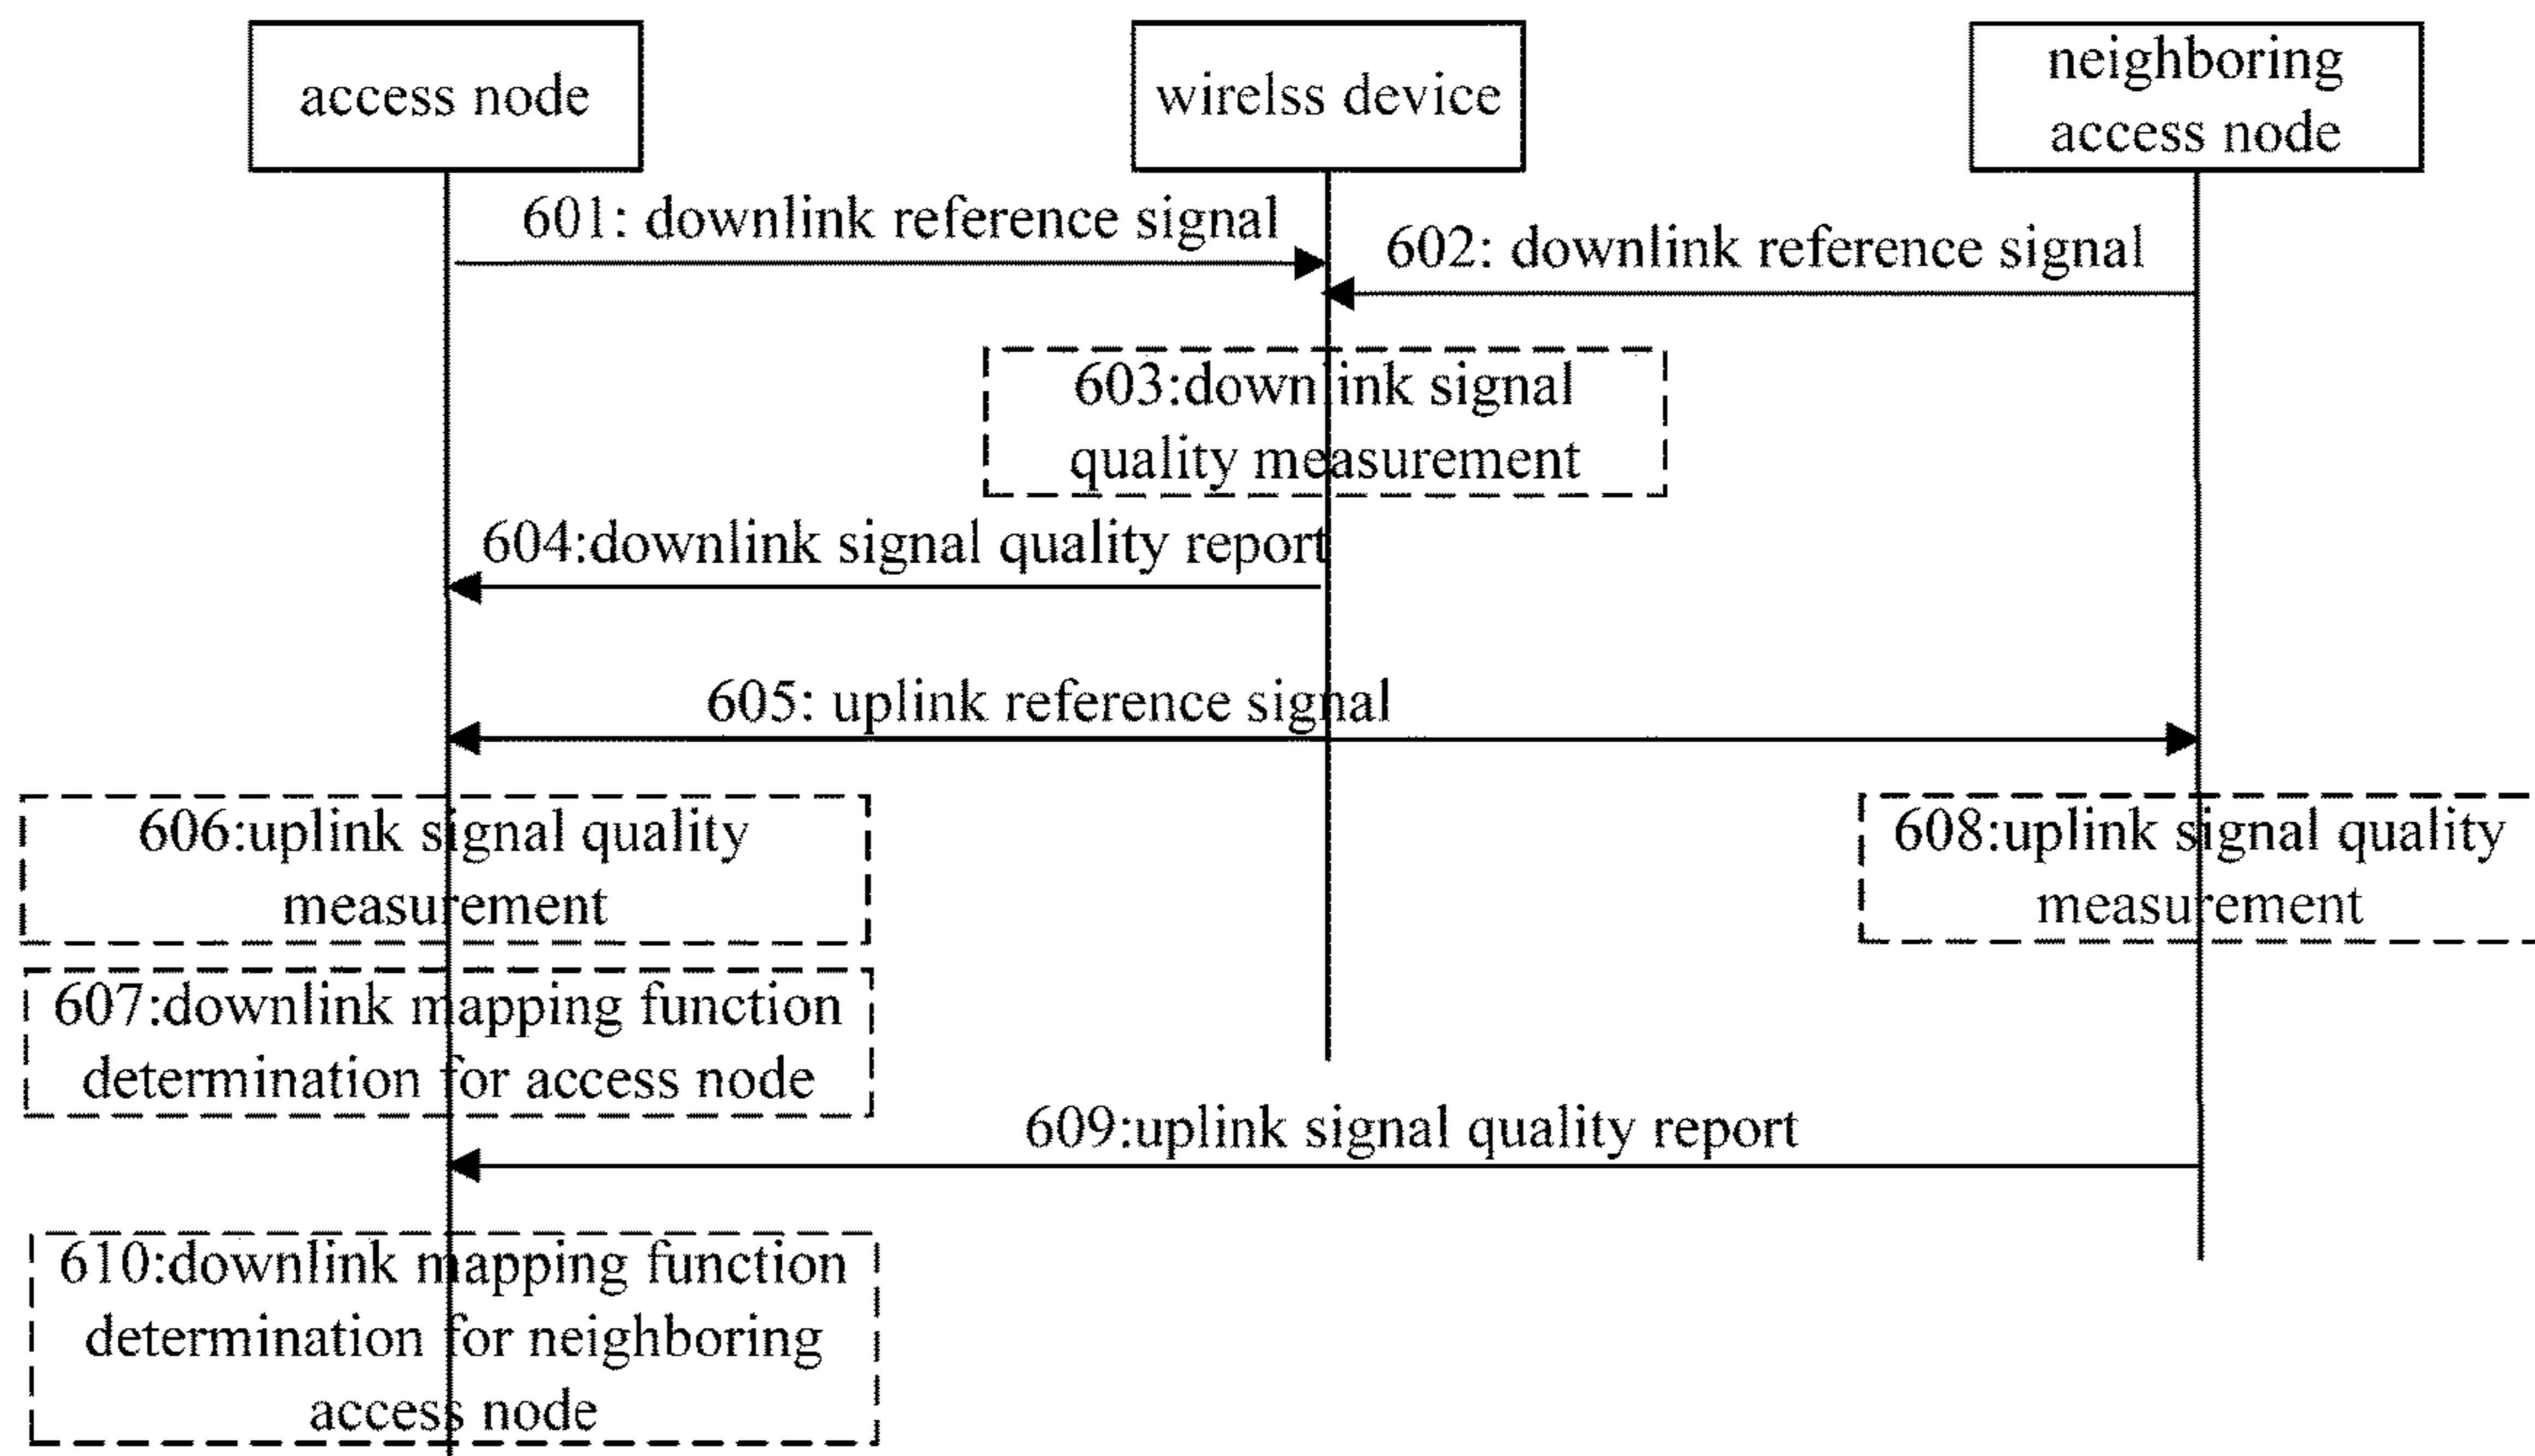 access node
wirelss device
neighboring
access node
601: downlink reference signal
602: downlink reference signal
603:downlink signal
quality measurement
604:downlink signal quality report
605: uplink reference signal
606:uplink signal quality
measurement
608:uplink signal quality
measurement
607:downlink mapping function
determination for access node
609:uplink signal quality report
610:downlink mapping function
determination for neighboring
access node